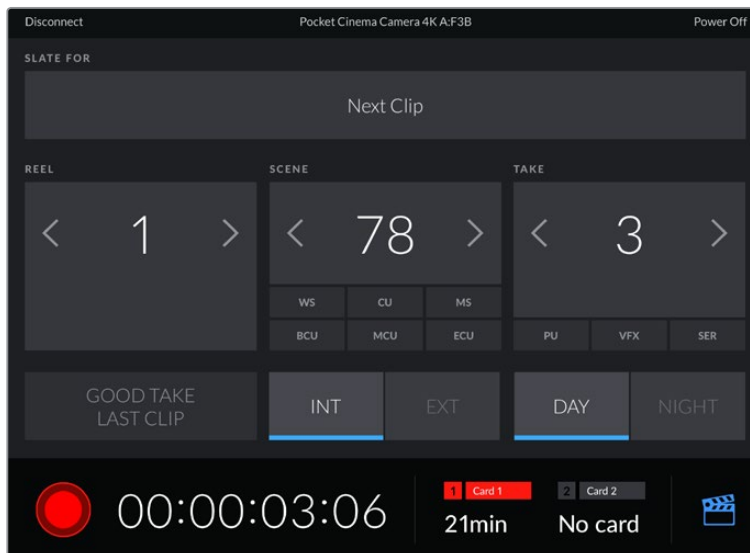 Disconnect Pocket Cinema Camera 4K A:F3B Power Off
SLATE FOR
Next Clip
REEL SCENE TAKE
1 78 3
WS CU MS
BCU MCU ECU PU VFX SER
GOOD TAKE
LAST CLIP
INT EXT DAY NIGHT
00:00:03:06
1 Card 1 2 Card 2
21min No card